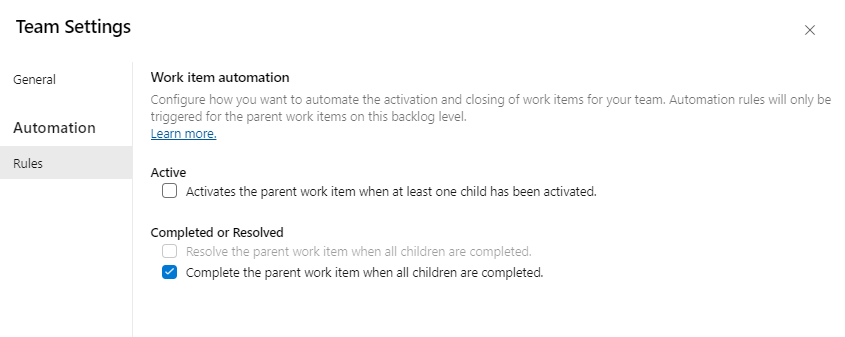 Team Settings
General
Automation
Rules
Work item automation
Configure how you want to automate the activation and closing of work items for your team. Automation rules will only be
triggered for the parent work items on this backlog level.
Learn more.
Active
Activates the parent work item when at least one child has been activated.
Completed or Resolved
Resolve the parent work item when all children are completed.
Complete the parent work item when all children are completed.